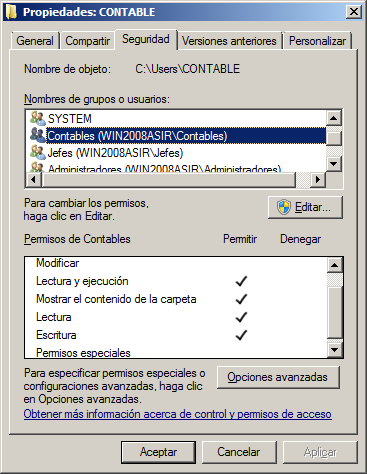 Propiedades: CONTABLE
General Compartir Seguridad Versiones anteriores Personalizar
Nombre de objeto: C:\Users\CONTABLE
Nombres de grupos o usuarios:
SYSTEM
Contables (WIN2008ASIR\Contables)
Jefes (WIN2008ASIR\Jefes)
Administradores (WIN2008ASIR\Administradores)
Para cambiar los permisos,
haga clic en Editar.
Editar...
Permisos de Contables Permitir Denegar
Modificar
Lectura y ejecución
Mostrar el contenido de la carpeta
Lectura
Escritura
Permisos especiales
Para especificar permisos especiales o
configuraciones avanzadas, haga clic
en Opciones avanzadas.
Opciones avanzadas
Obtener más información acerca de control y permisos de acceso
Aceptar Cancelar Aplicar